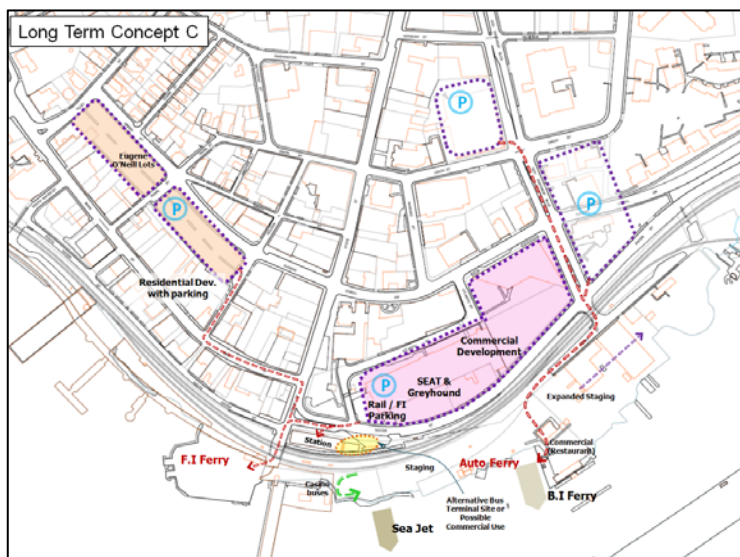 Long Term Concept C
P
Eugene
O'Neill Lots
P
P
Residential Dev.
with parking
Commercial
Development
P
SEAT &
Greyhound
Rail / FI
Parking
Expanded Staging
Station
Commercial
(Restaurant)
F.I Ferry
Auto Ferry
Staging
Casino
buses
Alternative Bus
Terminal Site or
Possible
Commercial Use
B.I Ferry
Sea Jet